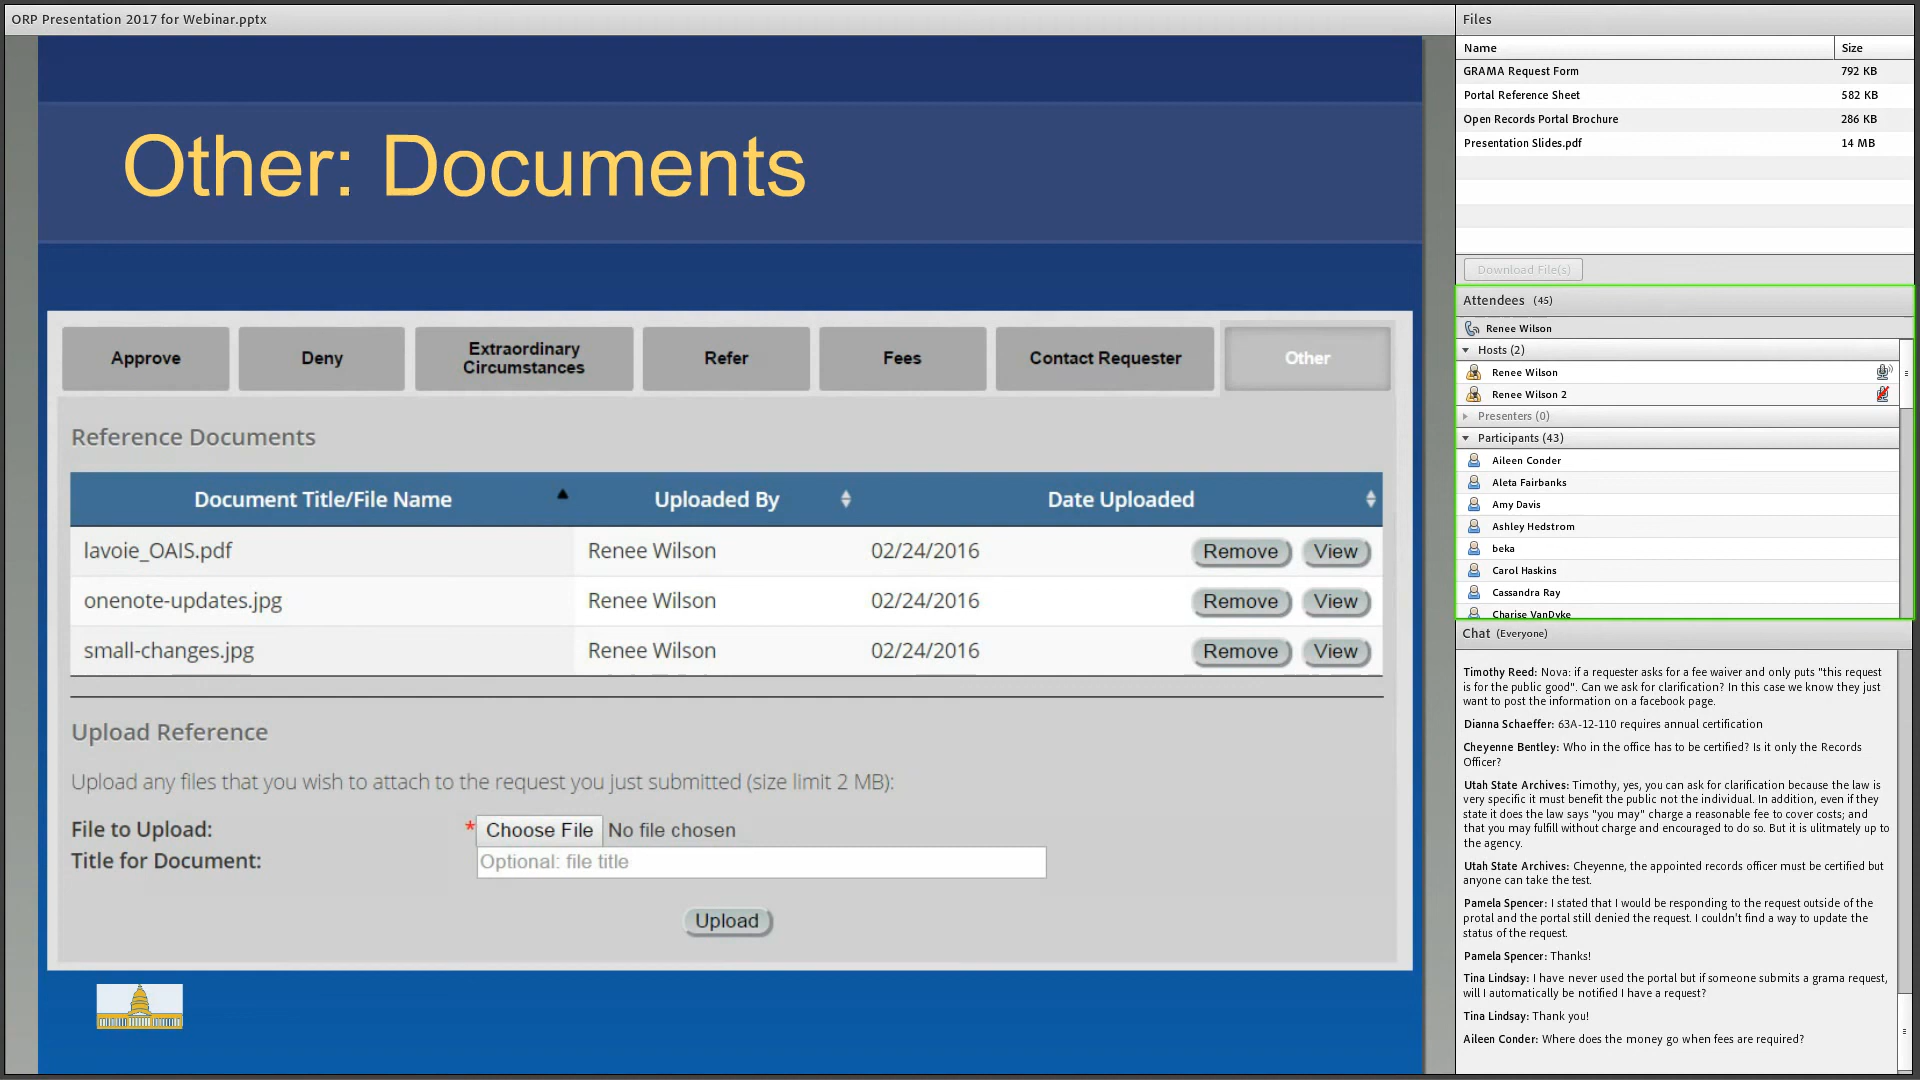 ORP Presentation 2017 for Webinar.pptx
Other: Documents
Approve
Deny
Extraordinary
Circumstances
Refer
Fees
Contact Requester
Other
Reference Documents
Document Title/File Name
Uploaded By
Date Uploaded
lavoie_OAIS.pdf Renee Wilson 02/24/2016 Remove View
onenote-updates.jpg Renee Wilson 02/24/2016 Remove View
small-changes.jpg Renee Wilson 02/24/2016 Remove View
Upload Reference
Upload any files that you wish to attach to the request you just submitted (size limit 2 MB):
File to Upload: * Choose File No file chosen
Title for Document: Optional: file title
Upload
Files
Name Size
GRAMA Request Form 792 KB
Portal Reference Sheet 582 KB
Open Records Portal Brochure 286 KB
Presentation Slides.pdf 14 MB
Download File(s)
Attendees (45)
Renee Wilson
Hosts (2)
Renee Wilson
Renee Wilson 2
Presenters (0)
Participants (43)
Aileen Conder
Aleta Fairbanks
Amy Davis
Ashley Hedstrom
beka
Carol Haskins
Cassandra Ray
Charise VanDyke
Chat (Everyone)
Timothy Reed: Nova: if a requester asks for a fee waiver and only puts "this request
is for the public good". Can we ask for clarification? In this case we know they just
want to post the information on a facebook page.
Dianna Schaeffer: 63A-12-110 requires annual certification
Cheyenne Bentley: Who in the office has to be certified? Is it only the Records
Officer?
Utah State Archives: Timothy, yes, you can ask for clarification because the law is
very specific it must benefit the public not the individual. In addition, even if they
state it does the law says "you may" charge a reasonable fee to cover costs; and
that you may fulfill without charge and encouraged to do so. But it is ulitmately up to
the agency.
Utah State Archives: Cheyenne, the appointed records officer must be certified but
anyone can take the test.
Pamela Spencer: I stated that I would be responding to the request outside of the
protal and the portal still denied the request. I couldn't find a way to update the
status of the request.
Pamela Spencer: Thanks!
Tina Lindsay: I have never used the portal but if someone submits a grama request,
will I automatically be notified I have a request?
Tina Lindsay: Thank you!
Aileen Conder: Where does the money go when fees are required?